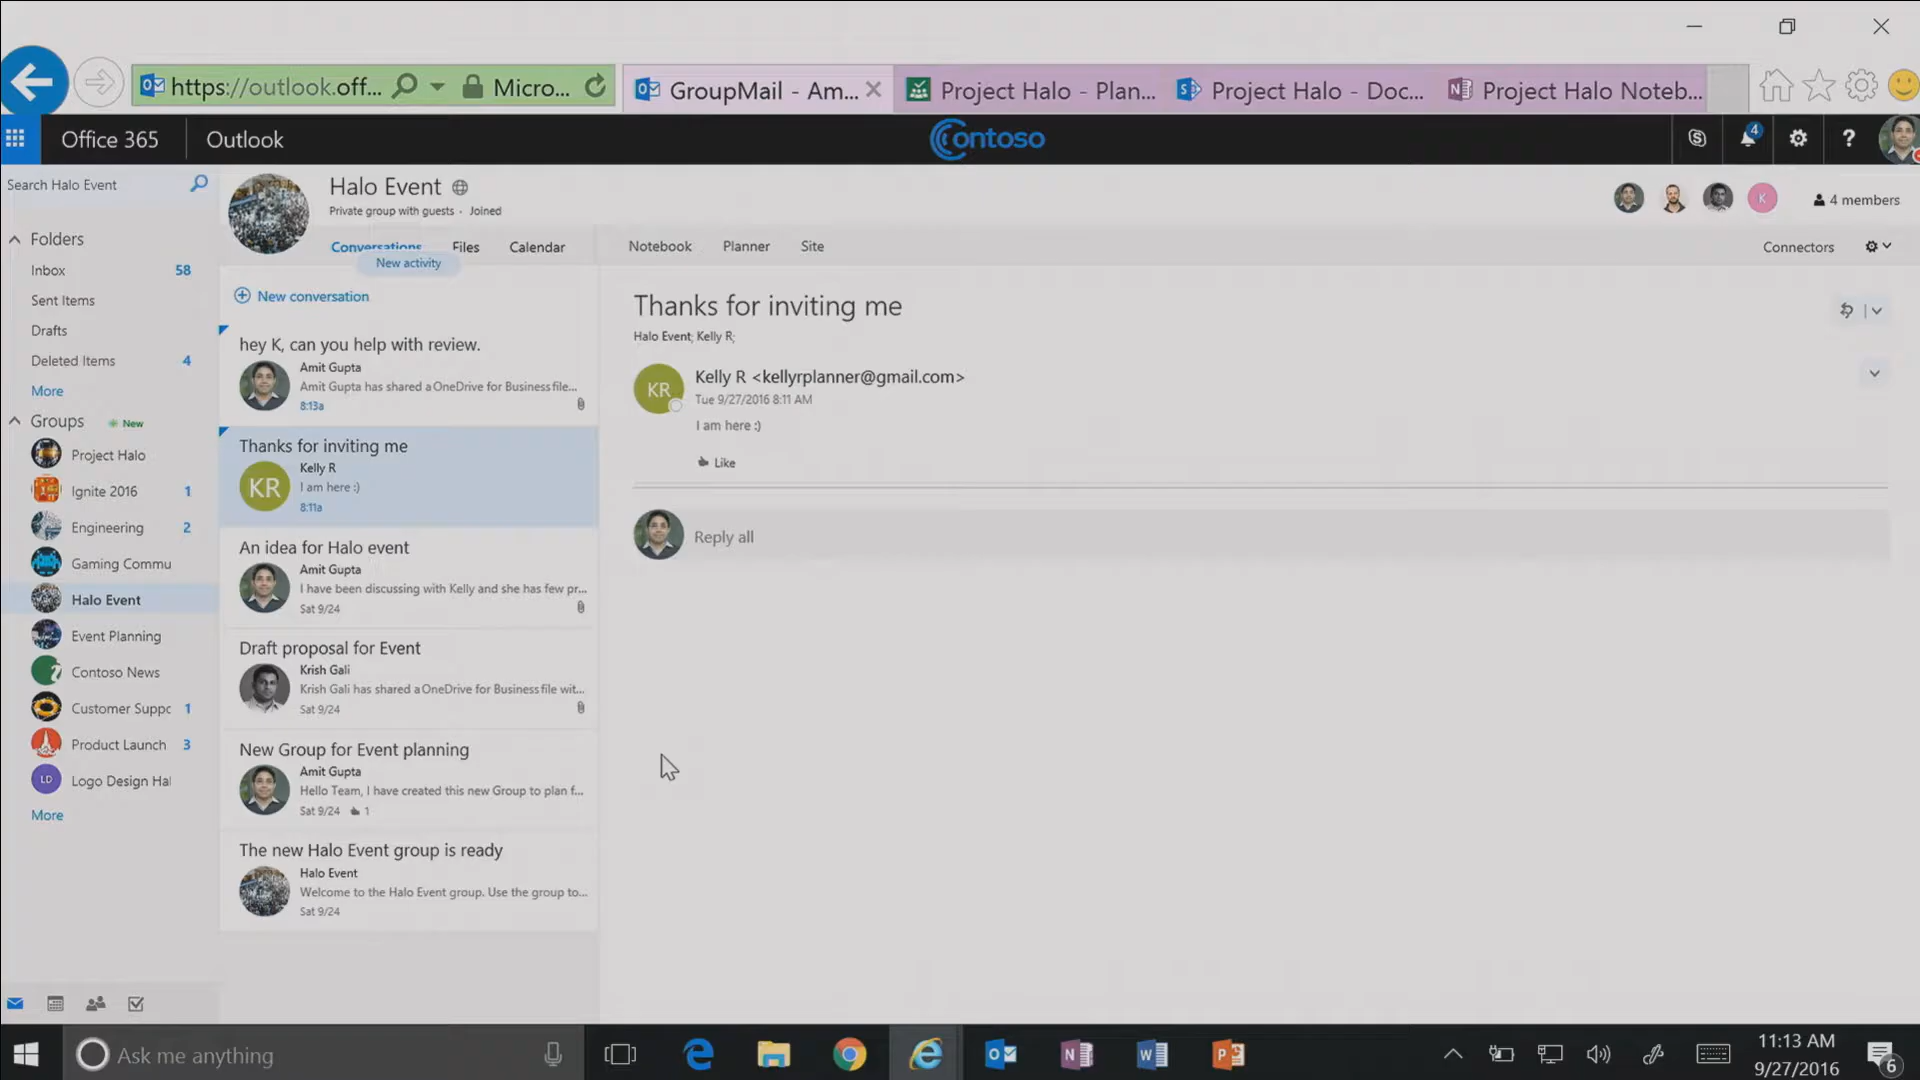 https://outlook.off...
Micro...
GroupMail - Am...
Project Halo - Plan...
Project Halo - Doc...
Project Halo Noteb...
Office 365
Outlook
Contoso
4
Search Halo Event
Halo Event
Private group with guests · Joined
K
4 members
Conversations
Files
Calendar
Notebook
Planner
Site
Connectors
New activity
Folders
Inbox 58
Sent Items
Drafts
Deleted Items 4
More
Groups
New
Project Halo
Ignite 2016 1
Engineering 2
Gaming Commu
Halo Event
Event Planning
Contoso News
Customer Suppc 1
Product Launch 3
LD
Logo Design Hal
More
New conversation
hey K, can you help with review.
Amit Gupta
Amit Gupta has shared a OneDrive for Business file...
8:13a
Thanks for inviting me
KR
Kelly R
I am here :)
8:11a
An idea for Halo event
Amit Gupta
I have been discussing with Kelly and she has few pr...
Sat 9/24
Draft proposal for Event
Krish Gali
Krish Gali has shared a OneDrive for Business file wit...
Sat 9/24
New Group for Event planning
Amit Gupta
Hello Team, I have created this new Group to plan f...
Sat 9/24 1
The new Halo Event group is ready
Halo Event
Welcome to the Halo Event group. Use the group to...
Sat 9/24
Thanks for inviting me
Halo Event; Kelly R;
KR
Kelly R <kellyrplanner@gmail.com>
Tue 9/27/2016 8:11 AM
I am here :)
Like
Reply all
Ask me anything
11:13 AM
9/27/2016
6